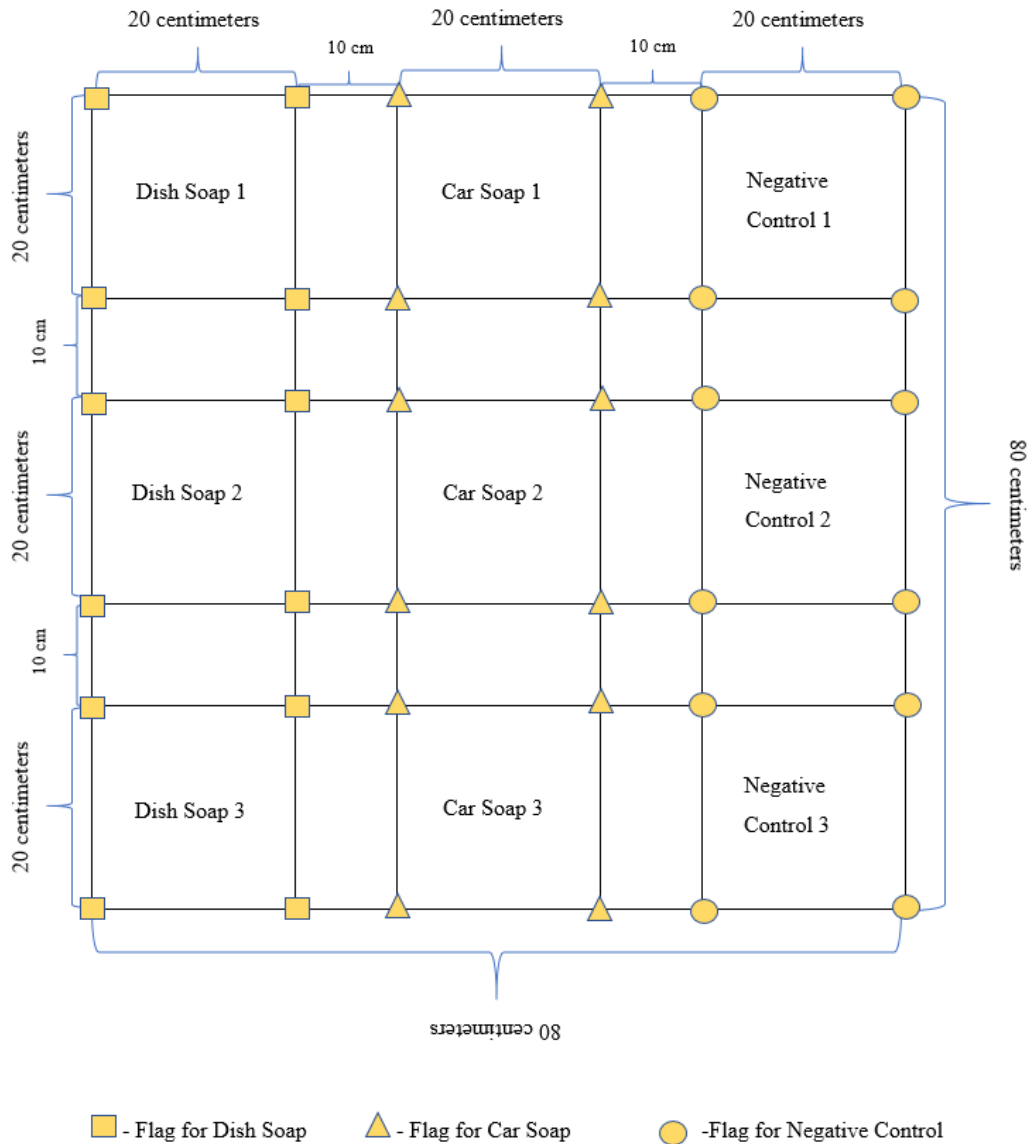 20 centimeters
20 centimeters
20 centimeters
10 cm
10 cm
20 centimeters
Dish Soap 1
Car Soap 1
Negative
Control 1
10 cm
20 centimeters
Dish Soap 2
Car Soap 2
Negative
Control 2
80 centimeters
10 cm
20 centimeters
Dish Soap 3
Car Soap 3
Negative
Control 3
80 centimeters
- Flag for Dish Soap
- Flag for Car Soap
-Flag for Negative Control